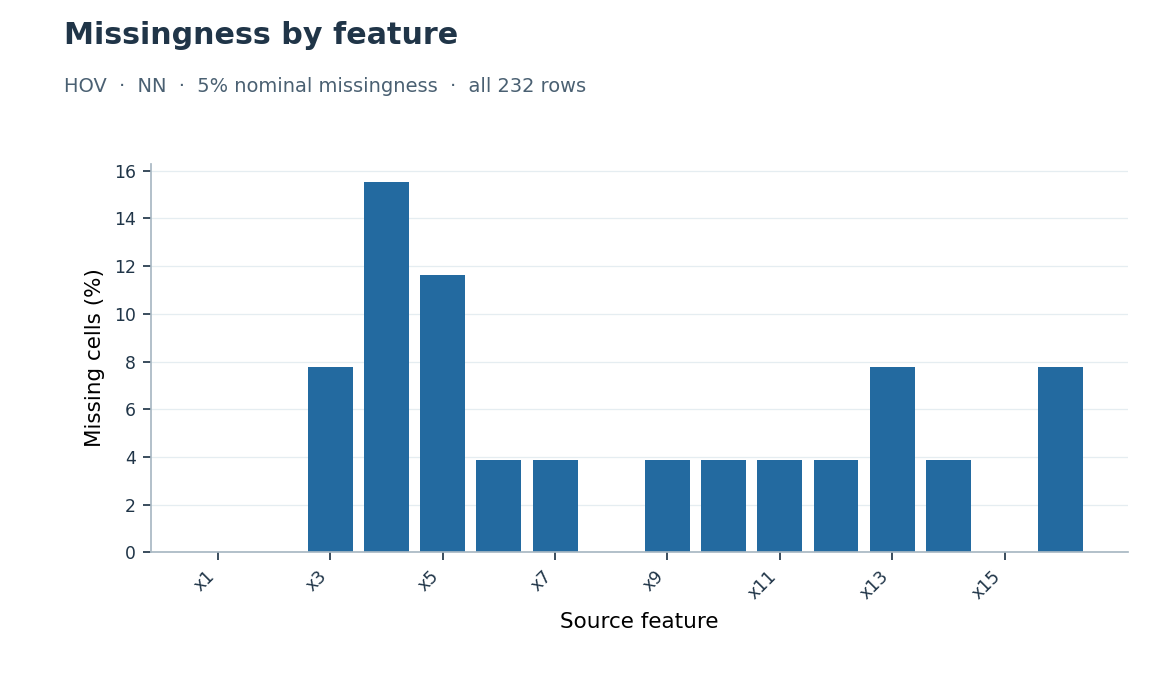 Missingness by feature
HOV · NN · 5% nominal missingness · all 232 rows
Missing cells (%)
16
14
12
10
8
6
4
2
0
x1 x3 x5 x7 x9 x11 x13 x15
Source feature